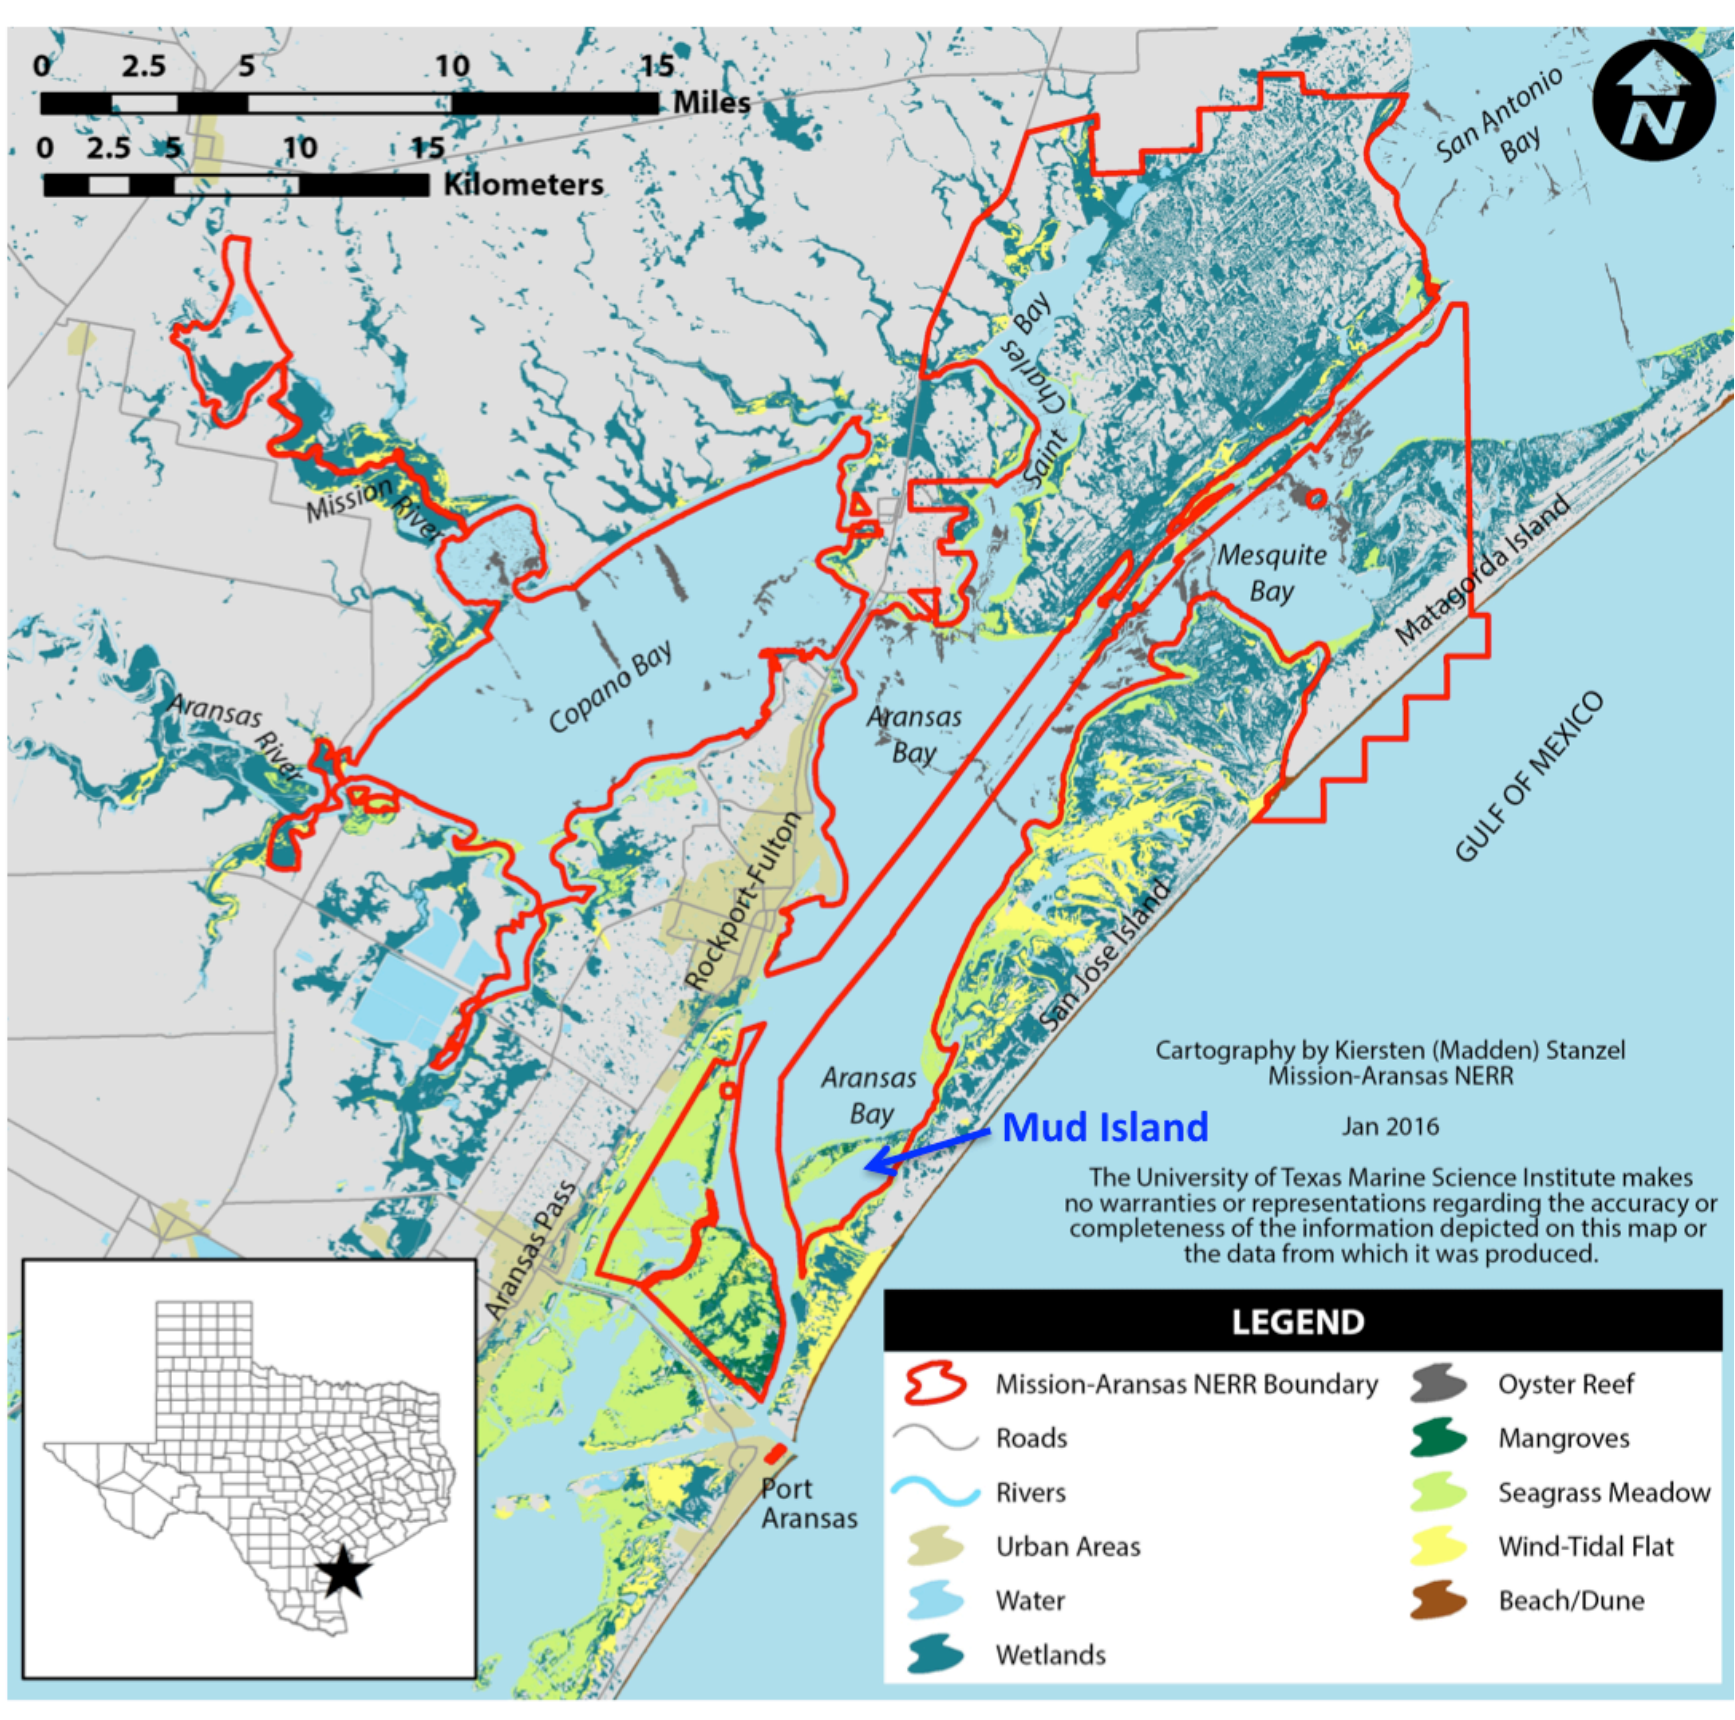 0 2.5 5 10 15
Miles
0 2.5 5 10 15
Kilometers
N
San Antonio
Bay
Saint Charles Bay
Mission
River
Mesquite
Bay
Matagorda Island
Copano Bay
Aransas
River
Aransas
Bay
GULF OF MEXICO
Rockport-Fulton
San Jose Island
Cartography by Kiersten (Madden) Stanzel
Mission-Aransas NERR
Jan 2016
Aransas
Bay
Mud Island
The University of Texas Marine Science Institute makes
no warranties or representations regarding the accuracy or
completeness of the information depicted on this map or
the data from which it was produced.
Aransas Pass
Port
Aransas
LEGEND
Mission-Aransas NERR Boundary
Roads
Rivers
Urban Areas
Water
Wetlands
Oyster Reef
Mangroves
Seagrass Meadow
Wind-Tidal Flat
Beach/Dune